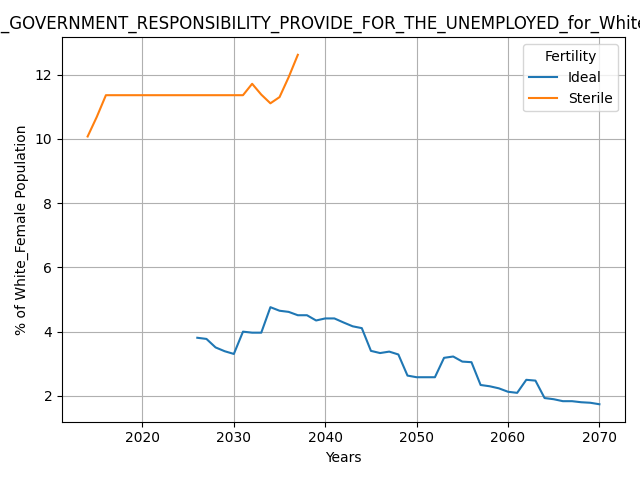 _GOVERNMENT_RESPONSIBILITY_PROVIDE_FOR_THE_UNEMPLOYED_for_White
Fertility
Ideal
Sterile
% of White_Female Population
12
10
8
6
4
2
2020 2030 2040 2050 2060 2070
Years